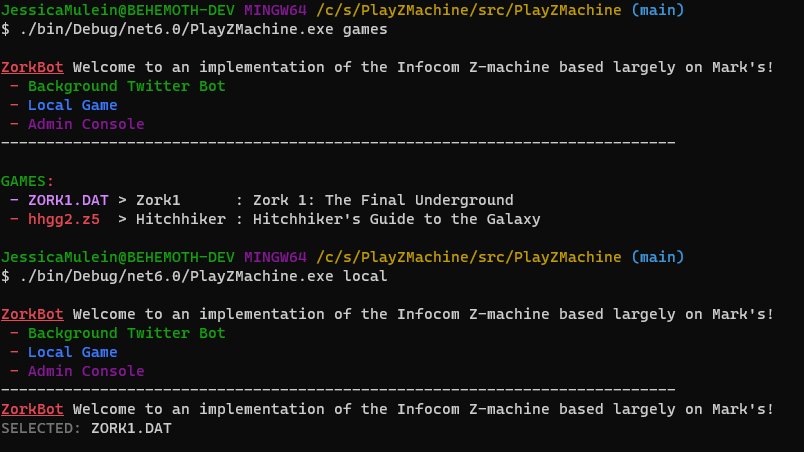 JessicaMulein@BEHEMOTH-DEV MINGW64 /c/s/PlayZMachine/src/PlayZMachine (main)
$ ./bin/Debug/net6.0/PlayZMachine.exe games
ZorkBot Welcome to an implementation of the Infocom Z-machine based largely on Mark's!
- Background Twitter Bot
- Local Game
- Admin Console
---------------------------------------------------------------------------
GAMES:
- ZORK1.DAT > Zork1      : Zork 1: The Final Underground
- hhgg2.z5  > Hitchhiker : Hitchhiker's Guide to the Galaxy
JessicaMulein@BEHEMOTH-DEV MINGW64 /c/s/PlayZMachine/src/PlayZMachine (main)
$ ./bin/Debug/net6.0/PlayZMachine.exe local
ZorkBot Welcome to an implementation of the Infocom Z-machine based largely on Mark's!
- Background Twitter Bot
- Local Game
- Admin Console
---------------------------------------------------------------------------
ZorkBot Welcome to an implementation of the Infocom Z-machine based largely on Mark's!
SELECTED: ZORK1.DAT